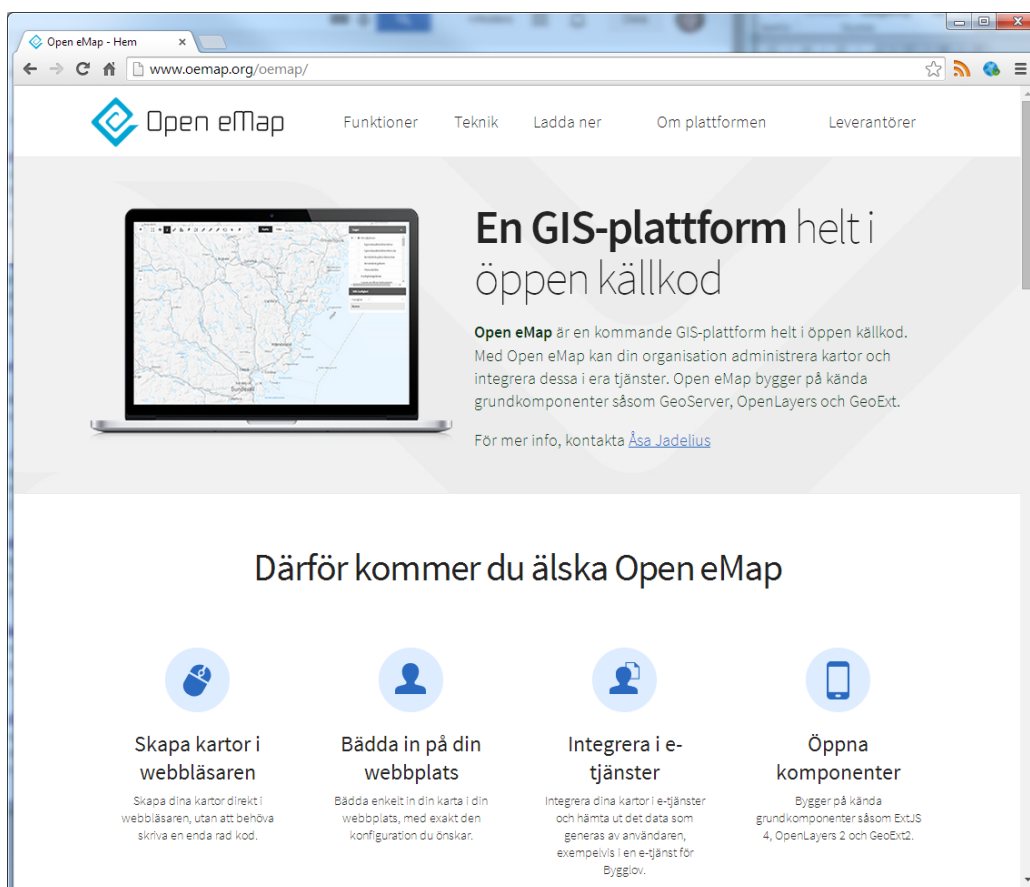 Open eMap - Hem
www.oemap.org/oemap/
Open eMap
Funktioner Teknik Ladda ner Om plattformen Leverantörer
En GIS-plattform helt i
öppen källkod
Open eMap är en kommande GIS-plattform helt i öppen källkod.
Med Open eMap kan din organisation administrera kartor och
integrera dessa i era tjänster. Open eMap bygger på kända
grundkomponenter såsom GeoServer, OpenLayers och GeoExt.
För mer info, kontakta Åsa Jadelius
Sundsvall
Därför kommer du älska Open eMap
Skapa kartor i
webbläsaren
Skapa dina kartor direkt i
webbläsaren, utan att behöva
skriva en enda rad kod.
Bädda in på din
webbplats
Bädda enkelt in din karta i din
webbplats, med exakt den
konfiguration du önskar.
Integrera i e-
tjänster
Integrera dina kartor i e-tjänster
och hämta ut det data som
generas av användaren,
exempelvis i en e-tjänst för
Bygglov.
Öppna
komponenter
Bygger på kända
grundkomponenter såsom ExtJS
4, OpenLayers 2 och GeoExt2.